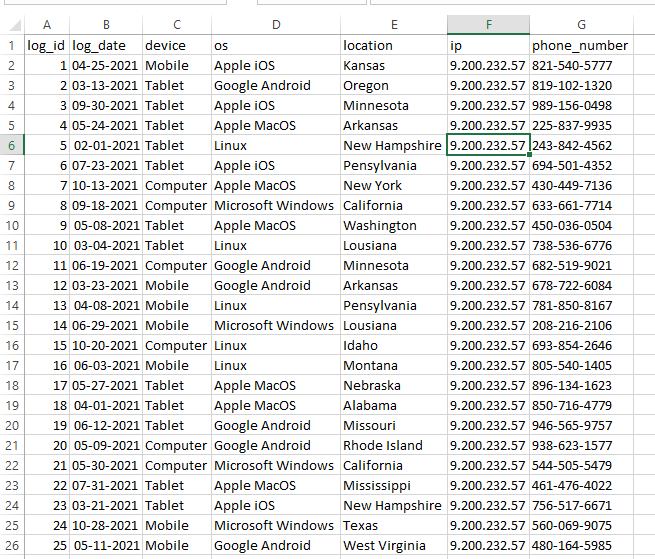 A B C D E F G
1 log_id log_date device os location ip phone_number
2 1 04-25-2021 Mobile Apple iOS Kansas 9.200.232.57 821-540-5777
3 2 03-13-2021 Tablet Google Android Oregon 9.200.232.57 819-102-1320
4 3 09-30-2021 Tablet Apple iOS Minnesota 9.200.232.57 989-156-0498
5 4 05-24-2021 Tablet Apple MacOS Arkansas 9.200.232.57 225-837-9935
6 5 02-01-2021 Tablet Linux New Hampshire 9.200.232.57 243-842-4562
7 6 07-23-2021 Tablet Apple iOS Pensylvania 9.200.232.57 694-501-4352
8 7 10-13-2021 Computer Apple MacOS New York 9.200.232.57 430-449-7136
9 8 09-18-2021 Computer Microsoft Windows California 9.200.232.57 633-661-7714
10 9 05-08-2021 Tablet Apple MacOS Washington 9.200.232.57 450-036-0504
11 10 03-04-2021 Tablet Linux Lousiana 9.200.232.57 738-536-6776
12 11 06-19-2021 Computer Google Android Minnesota 9.200.232.57 682-519-9021
13 12 03-23-2021 Mobile Google Android Arkansas 9.200.232.57 678-722-6084
14 13 04-08-2021 Mobile Linux Pensylvania 9.200.232.57 781-850-8167
15 14 06-29-2021 Mobile Microsoft Windows Lousiana 9.200.232.57 208-216-2106
16 15 10-20-2021 Computer Linux Idaho 9.200.232.57 693-854-2646
17 16 06-03-2021 Mobile Linux Montana 9.200.232.57 805-540-1405
18 17 05-27-2021 Tablet Apple MacOS Nebraska 9.200.232.57 896-134-1623
19 18 04-01-2021 Tablet Apple MacOS Alabama 9.200.232.57 850-716-4779
20 19 06-12-2021 Tablet Google Android Missouri 9.200.232.57 946-565-9757
21 20 05-09-2021 Computer Google Android Rhode Island 9.200.232.57 938-623-1577
22 21 05-30-2021 Computer Microsoft Windows California 9.200.232.57 544-505-5479
23 22 07-31-2021 Tablet Apple MacOS Mississippi 9.200.232.57 461-476-4022
24 23 03-21-2021 Tablet Apple iOS New Hampshire 9.200.232.57 756-517-6671
25 24 10-28-2021 Mobile Microsoft Windows Texas 9.200.232.57 560-069-9075
26 25 05-11-2021 Mobile Google Android West Virginia 9.200.232.57 480-164-5985